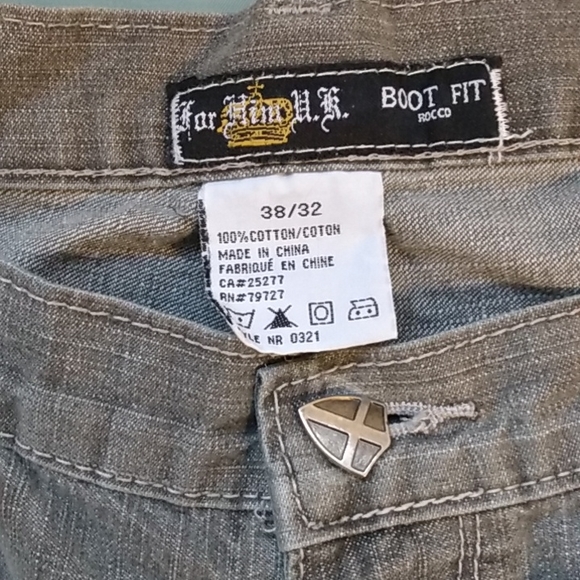 For Him U.K.
BOOT FIT
ROCCO
38/32
100%COTTON/COTON
MADE IN CHINA
FABRIQUÉ EN CHINE
CA#25277
RN#79727
NR 0321